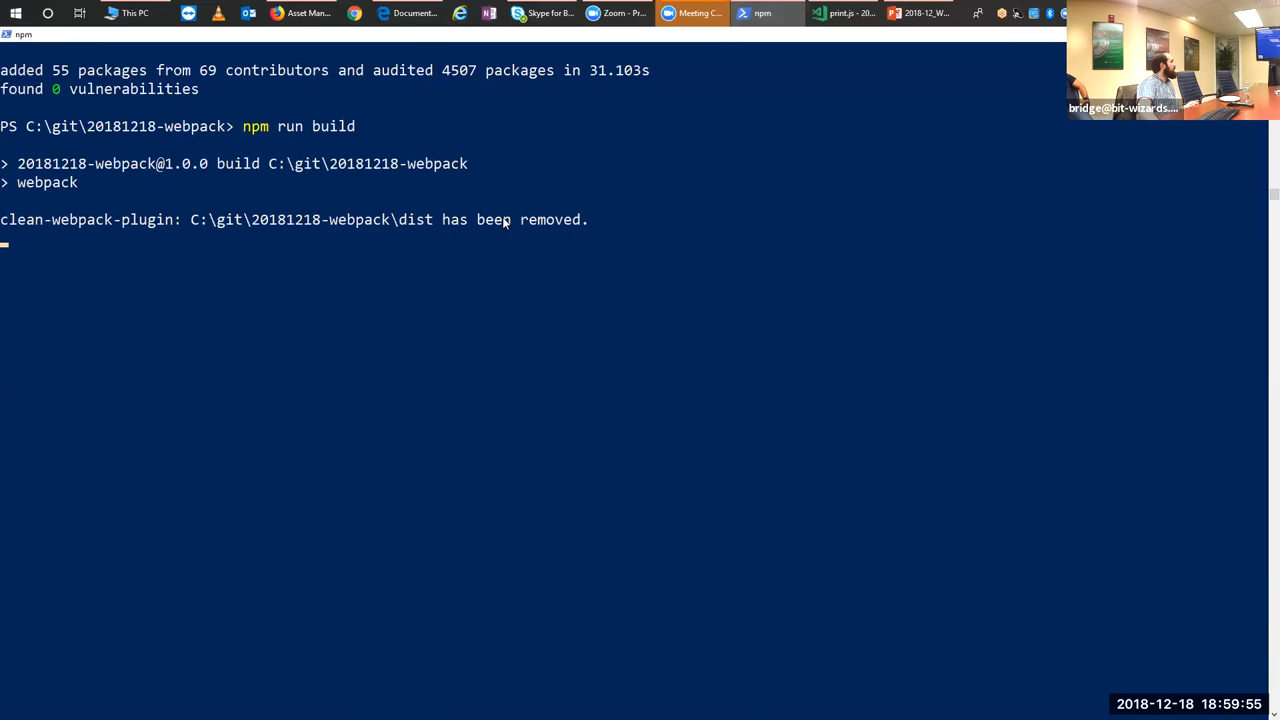 This PC
Asset Man...
Document...
Skype for B...
Zoom - Pr...
Meeting C...
npm
print.js - 20...
2018-12_W...
npm
added 55 packages from 69 contributors and audited 4507 packages in 31.103s
found 0 vulnerabilities
PS C:\git\20181218-webpack> npm run build
> 20181218-webpack@1.0.0 build C:\git\20181218-webpack
> webpack
clean-webpack-plugin: C:\git\20181218-webpack\dist has been removed.
bridge@bit-wizards....
2018-12-18 18:59:55